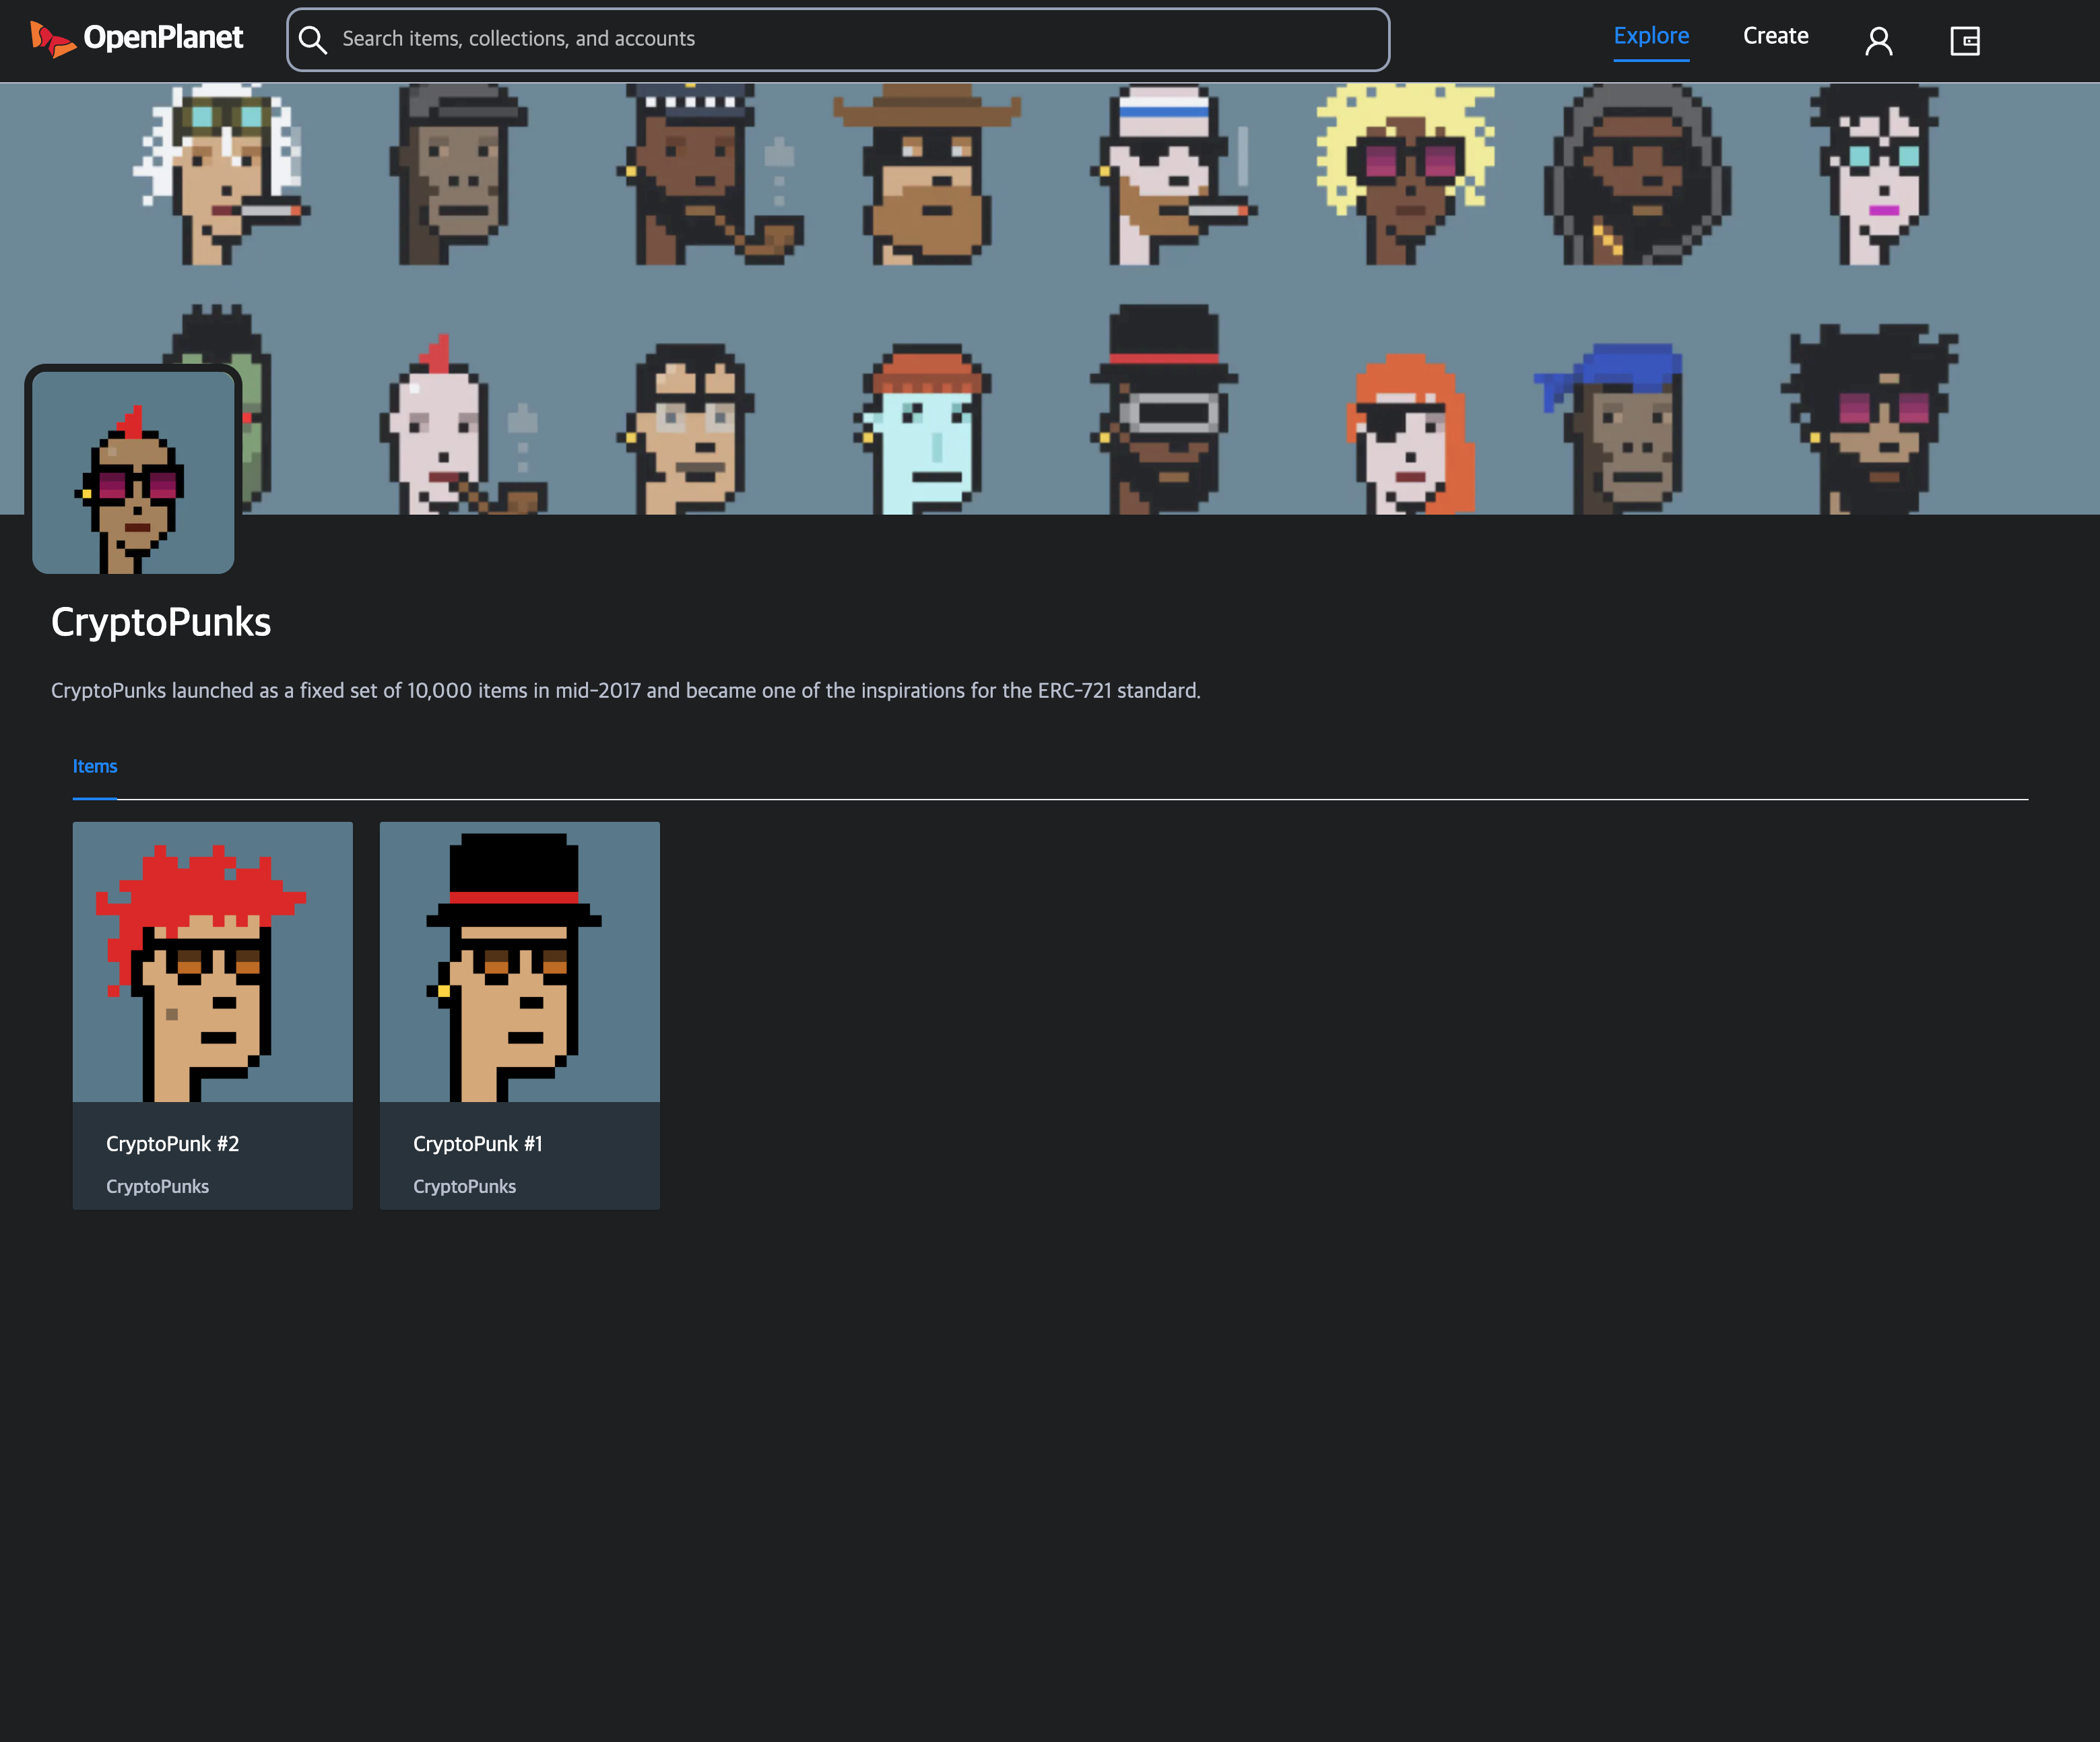 OpenPlanet
Search items, collections, and accounts
Explore
Create
CryptoPunks
CryptoPunks launched as a fixed set of 10,000 items in mid-2017 and became one of the inspirations for the ERC-721 standard.
Items
CryptoPunk #2
CryptoPunks
CryptoPunk #1
CryptoPunks